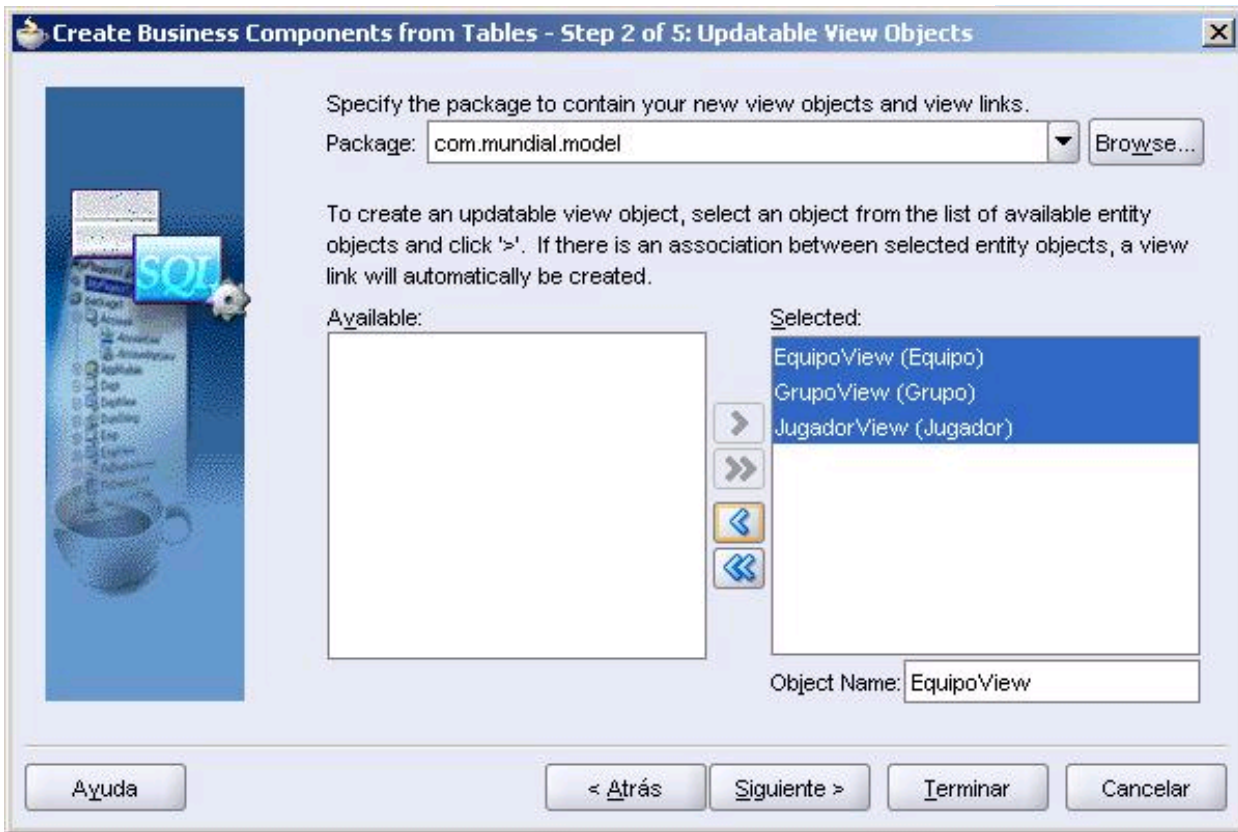 Create Business Components from Tables - Step 2 of 5: Updatable View Objects
Specify the package to contain your new view objects and view links.
Package: com.mundial.model Browse...
To create an updatable view object, select an object from the list of available entity
objects and click '>'. If there is an association between selected entity objects, a view
link will automatically be created.
Available: Selected:
EquipoView (Equipo)
GrupoView (Grupo)
JugadorView (Jugador)
SQL
Object Name: EquipoView
Ayuda < Atrás Siguiente > Terminar Cancelar